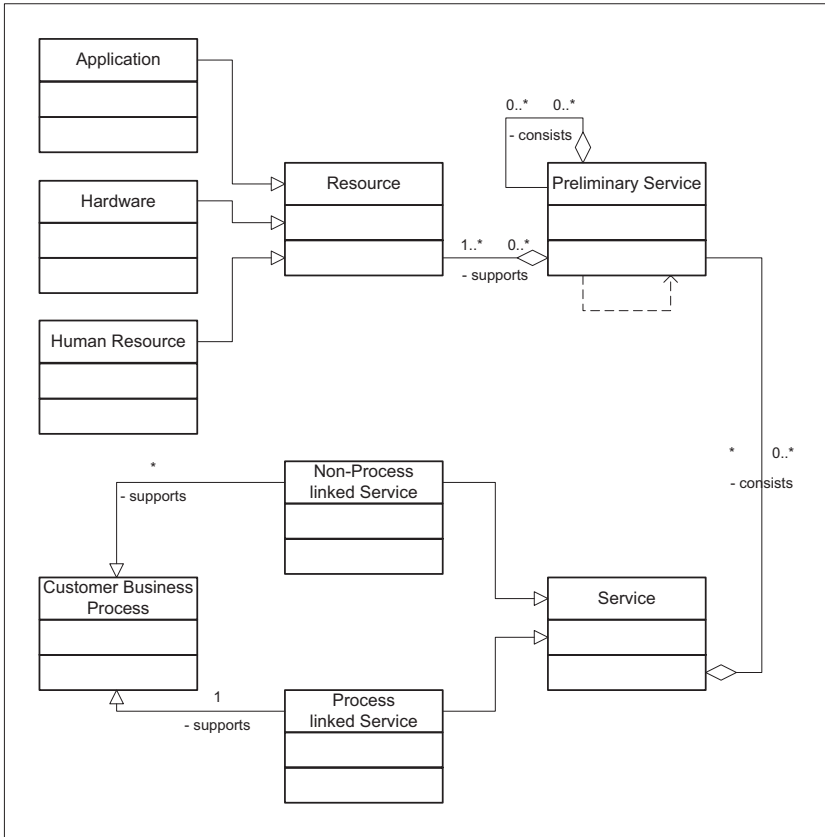 Application
0..* 0..*
- consists
Resource
Preliminary Service
Hardware
1..* 0..*
- supports
Human Resource
* 0..*
- consists
Non-Process
linked Service
*
- supports
Customer Business
Process
Service
1
- supports
Process
linked Service